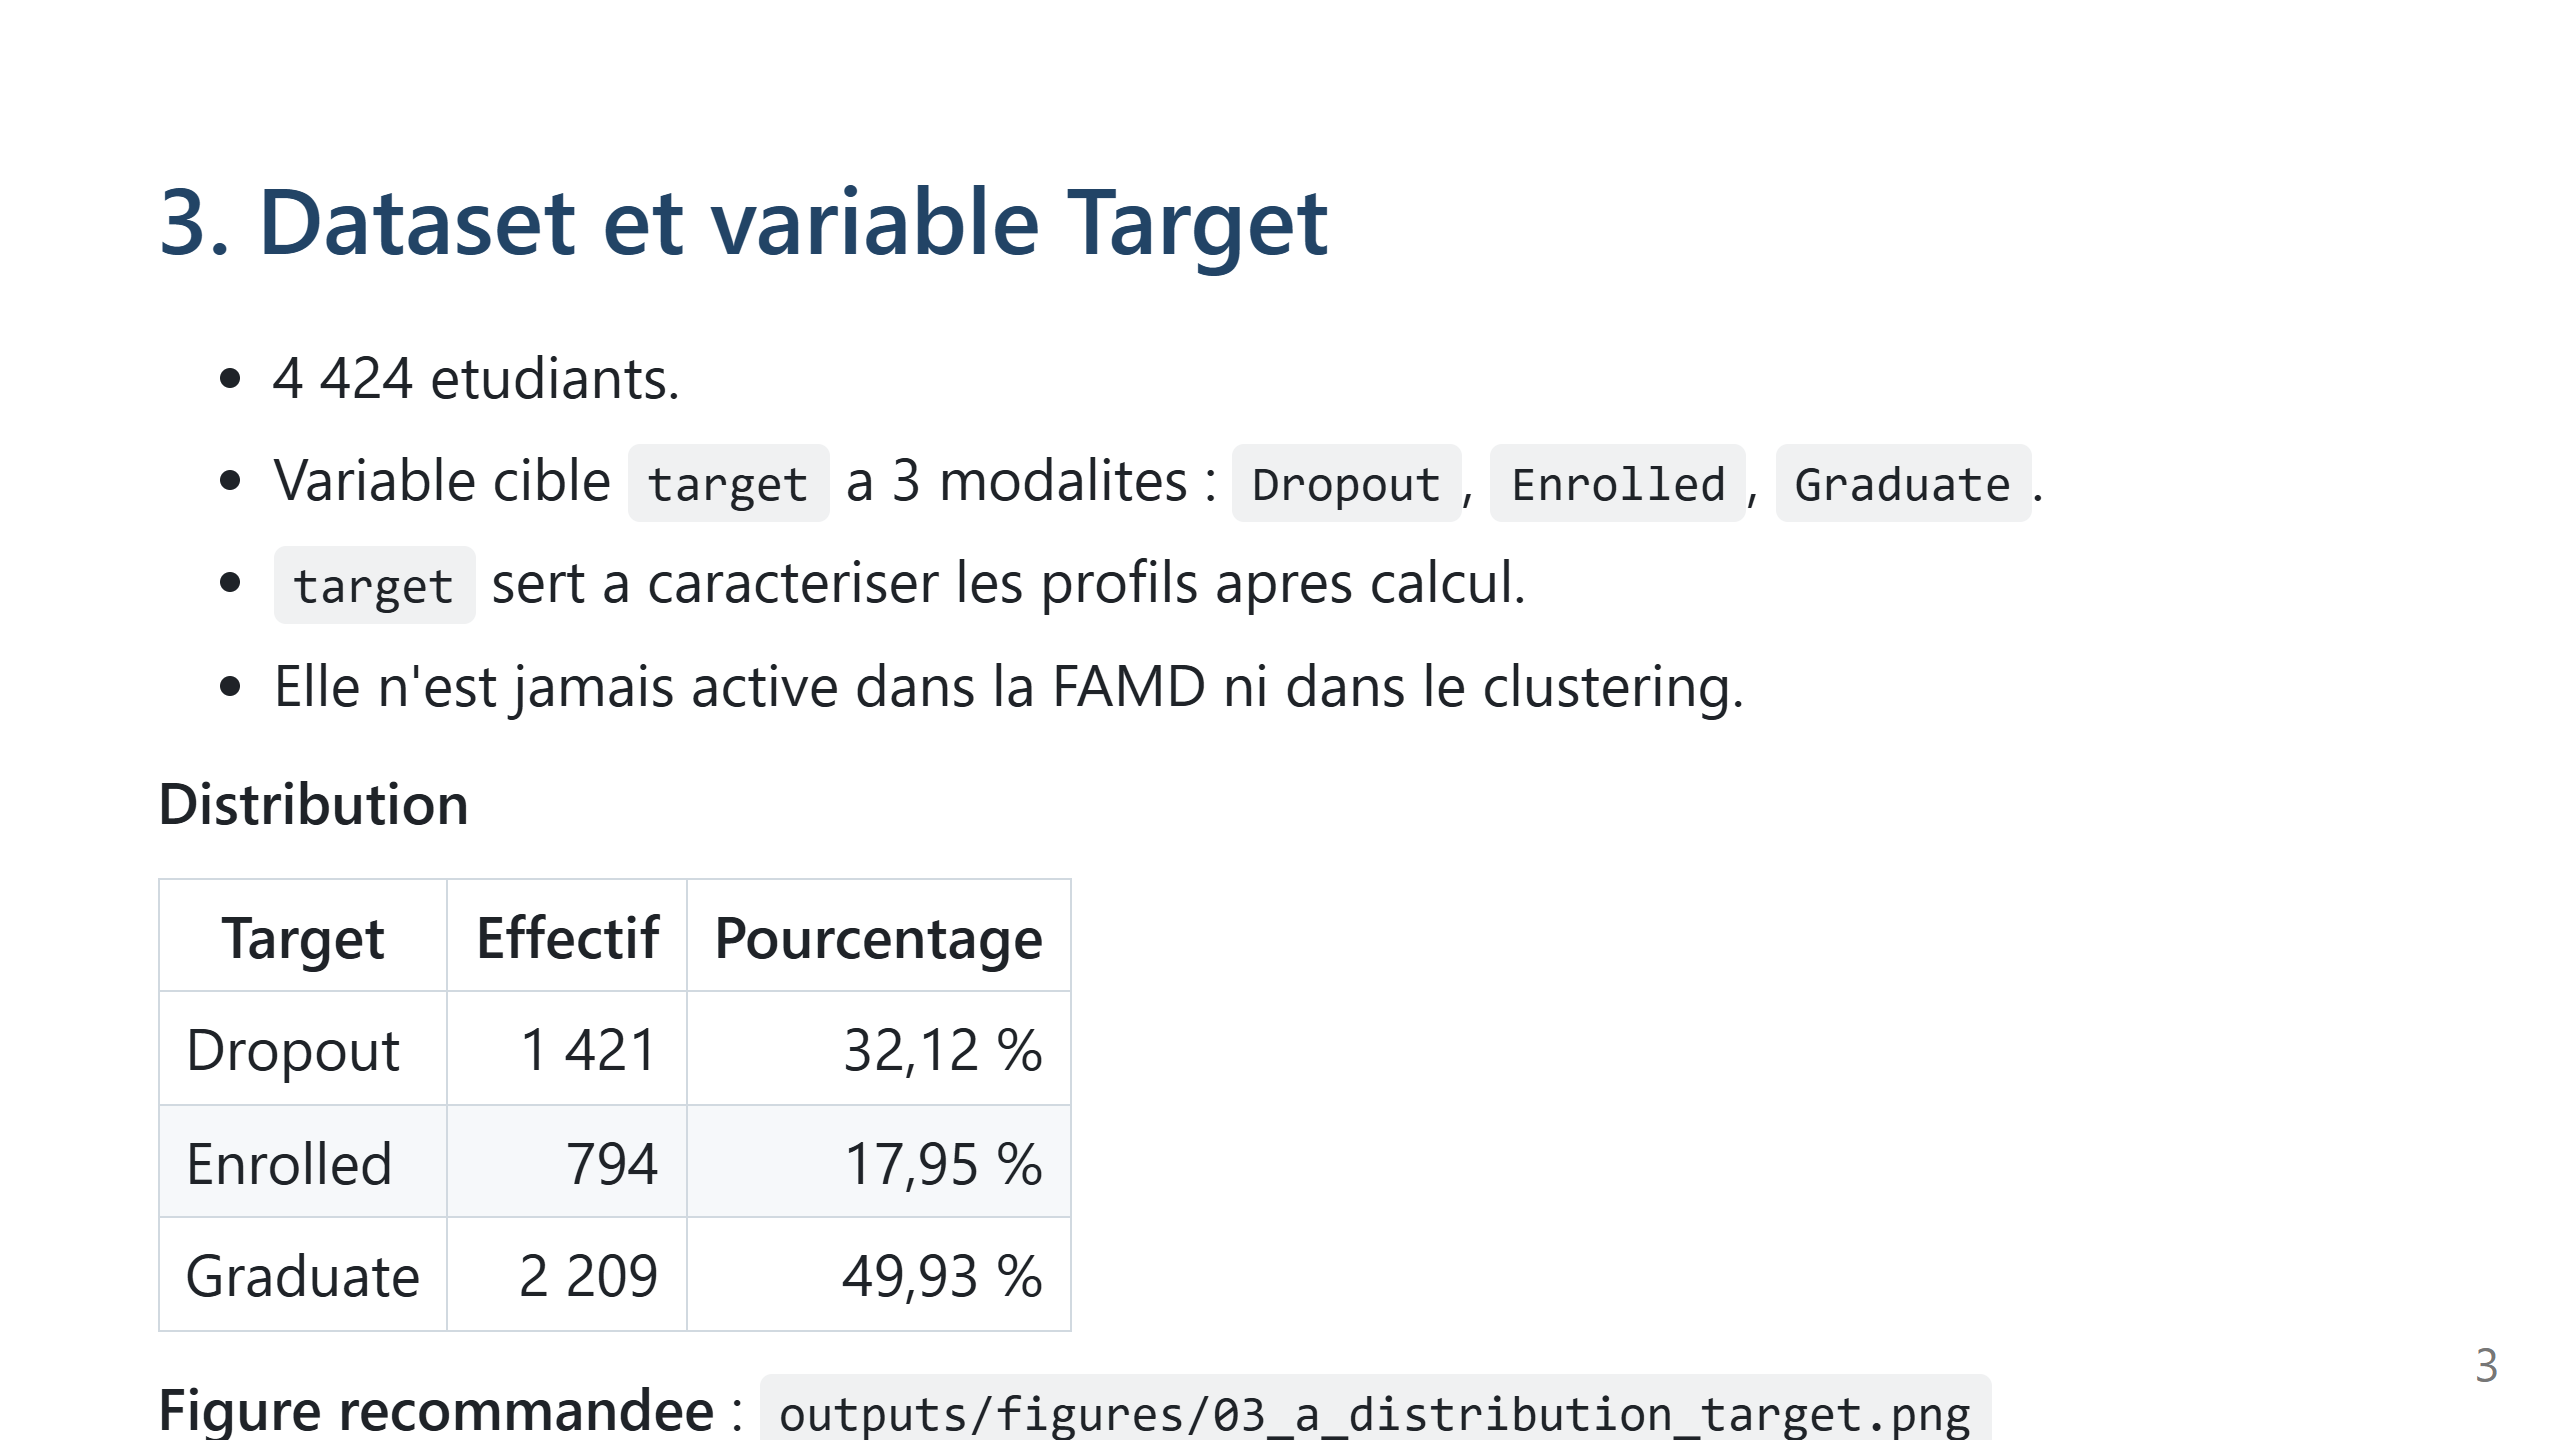 3. Dataset et variable Target
• 4 424 etudiants.
• Variable cible target a 3 modalites : Dropout, Enrolled, Graduate.
• target sert a caracteriser les profils apres calcul.
• Elle n'est jamais active dans la FAMD ni dans le clustering.
Distribution
Target Effectif Pourcentage
Dropout 1 421 32,12 %
Enrolled 794 17,95 %
Graduate 2 209 49,93 %
Figure recommandee : outputs/figures/03_a_distribution_target.png
3